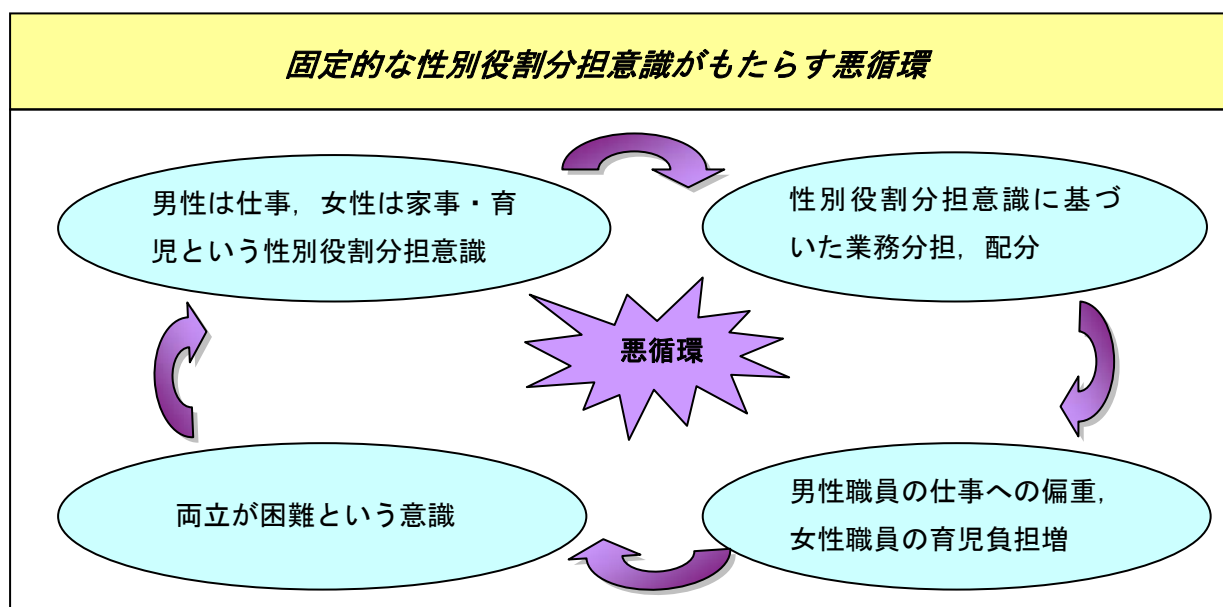 固定的な性別役割分担意識がもたらす悪循環
男性は仕事，女性は家事・育
児という性別役割分担意識
性別役割分担意識に基づ
いた業務分担，配分
悪循環
両立が困難という意識
男性職員の仕事への偏重，
女性職員の育児負担増